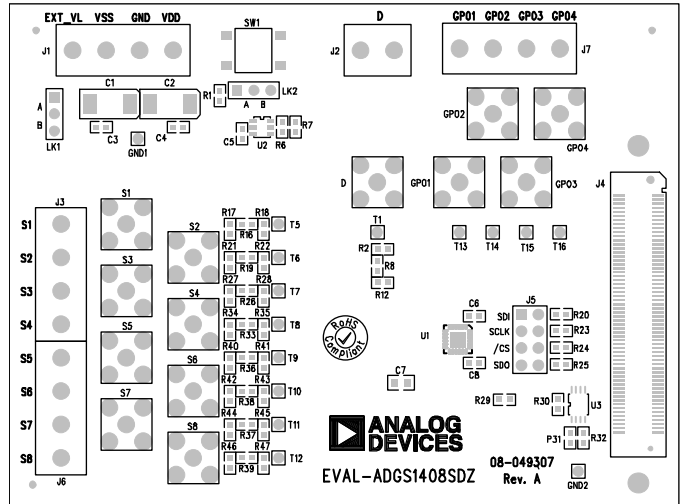 EXT_VL VSS GND VDD
SW1
D
GPO1 GPO2 GPO3 GPO4
J1
J2
J7
C1 C2
R1
LK2
A B
A
B
LK1
C3
GND1
C4
C5
U2
R6
R7
GPO2
GPO4
D
GPO1
GPO3
J4
J3
S1
S2
S3
S4
S5
S6
S7
S8
J6
S1
S3
S5
S7
S2
S4
S6
S8
R17 R18
R16
T5
R21 R22
R19
T6
R27 R28
R26
T7
R34 R35
R33
T8
R40 R41
R36
T9
R42 R43
R38
T10
R44 R45
R37
T11
R46 R47
R39
T12
T1
R2
R8
R12
T13 T14 T15 T16
RoHS
Compliant
U1
C6
C8
C7
J5
SDI
SCLK
/CS
SDO
R20
R23
R24
R25
R29
R30
U3
P31
R32
ANALOG
DEVICES
EVAL-ADGS1408SDZ
08-049307
Rev. A
GND2